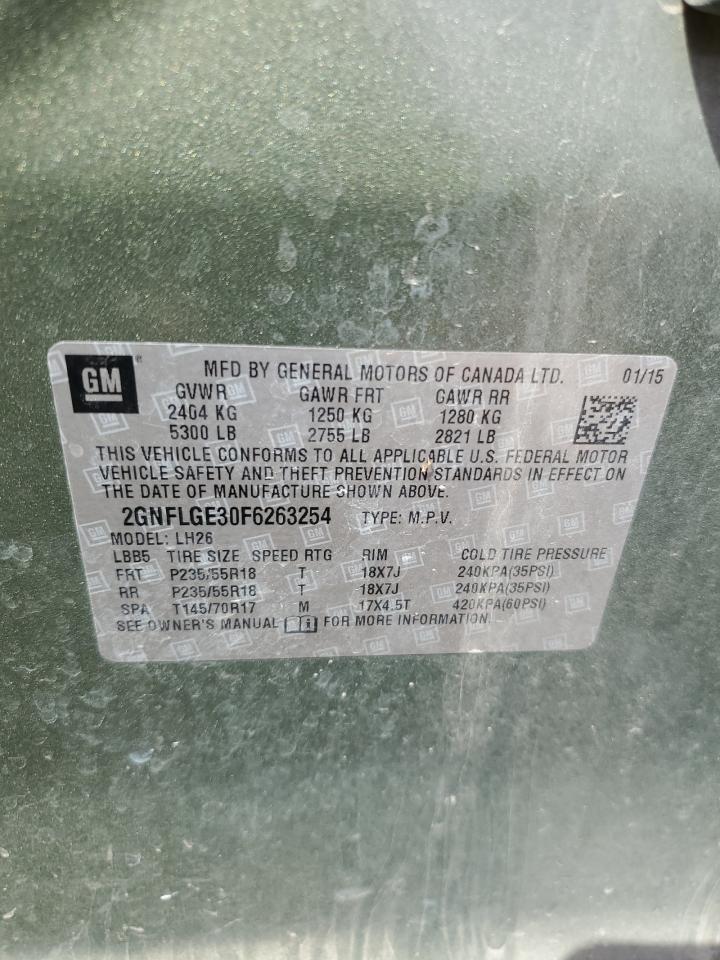 GM® MFD BY GENERAL MOTORS OF CANADA LTD. 01/15
GVWR GAWR FRT GAWR RR
2404 KG 1250 KG 1280 KG
5300 LB 2755 LB 2821 LB
THIS VEHICLE CONFORMS TO ALL APPLICABLE U.S. FEDERAL MOTOR
VEHICLE SAFETY AND THEFT PREVENTION STANDARDS IN EFFECT ON
THE DATE OF MANUFACTURE SHOWN ABOVE.
2GNFLGE30F6263254 TYPE: M.P.V.
MODEL: LH26
LBB5 TIRE SIZE SPEED RTG RIM COLD TIRE PRESSURE
FRT P235/55R18 T 18X7J 240KPA(35PSI)
RR P235/55R18 T 18X7J 240KPA(35PSI)
SPA T145/70R17 M 17X4.5T 420KPA(60PSI)
SEE OWNER'S MANUAL FOR MORE INFORMATION.